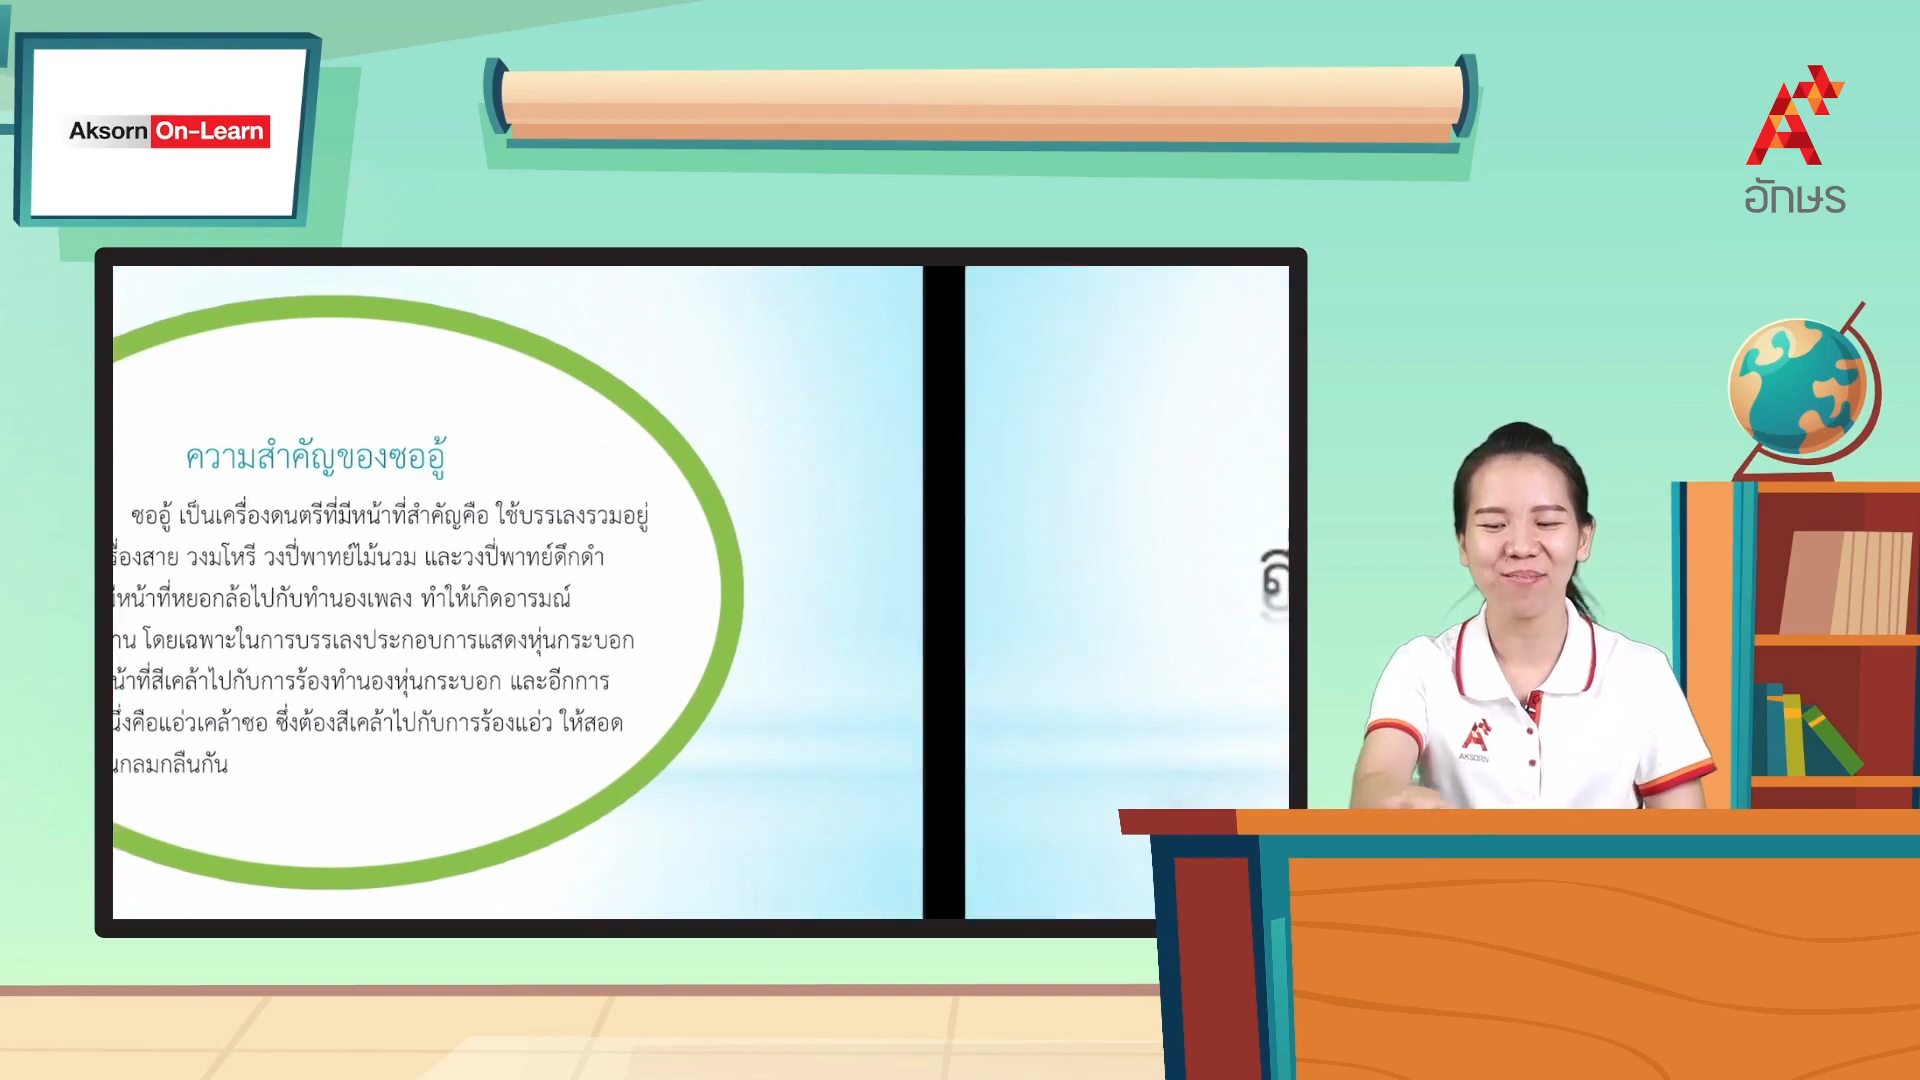 Aksorn On-Learn
อักษร
ความสำคัญของซออู้
ซออู้ เป็นเครื่องดนตรีที่มีหน้าที่สำคัญคือ ใช้บรรเลงรวมอยู่
วงมโหรี วงปี่พาทย์ไม้นวม และวงปี่พาทย์ดึกดำ
หน้าที่หยอกล้อไปกับทำนองเพลง ทำให้เกิดอารมณ์
โดยเฉพาะในการบรรเลงประกอบการแสดงหุ่นกระบอก
น้าที่สีเคล้าไปกับการร้องทำนองหุ่นกระบอก และอีกการ
นึ่งคือแอ่วเคล้าซอ ซึ่งต้องสีเคล้าไปกับการร้องแอ่ว ให้สอด
กลมกลืนกัน
AKSORN